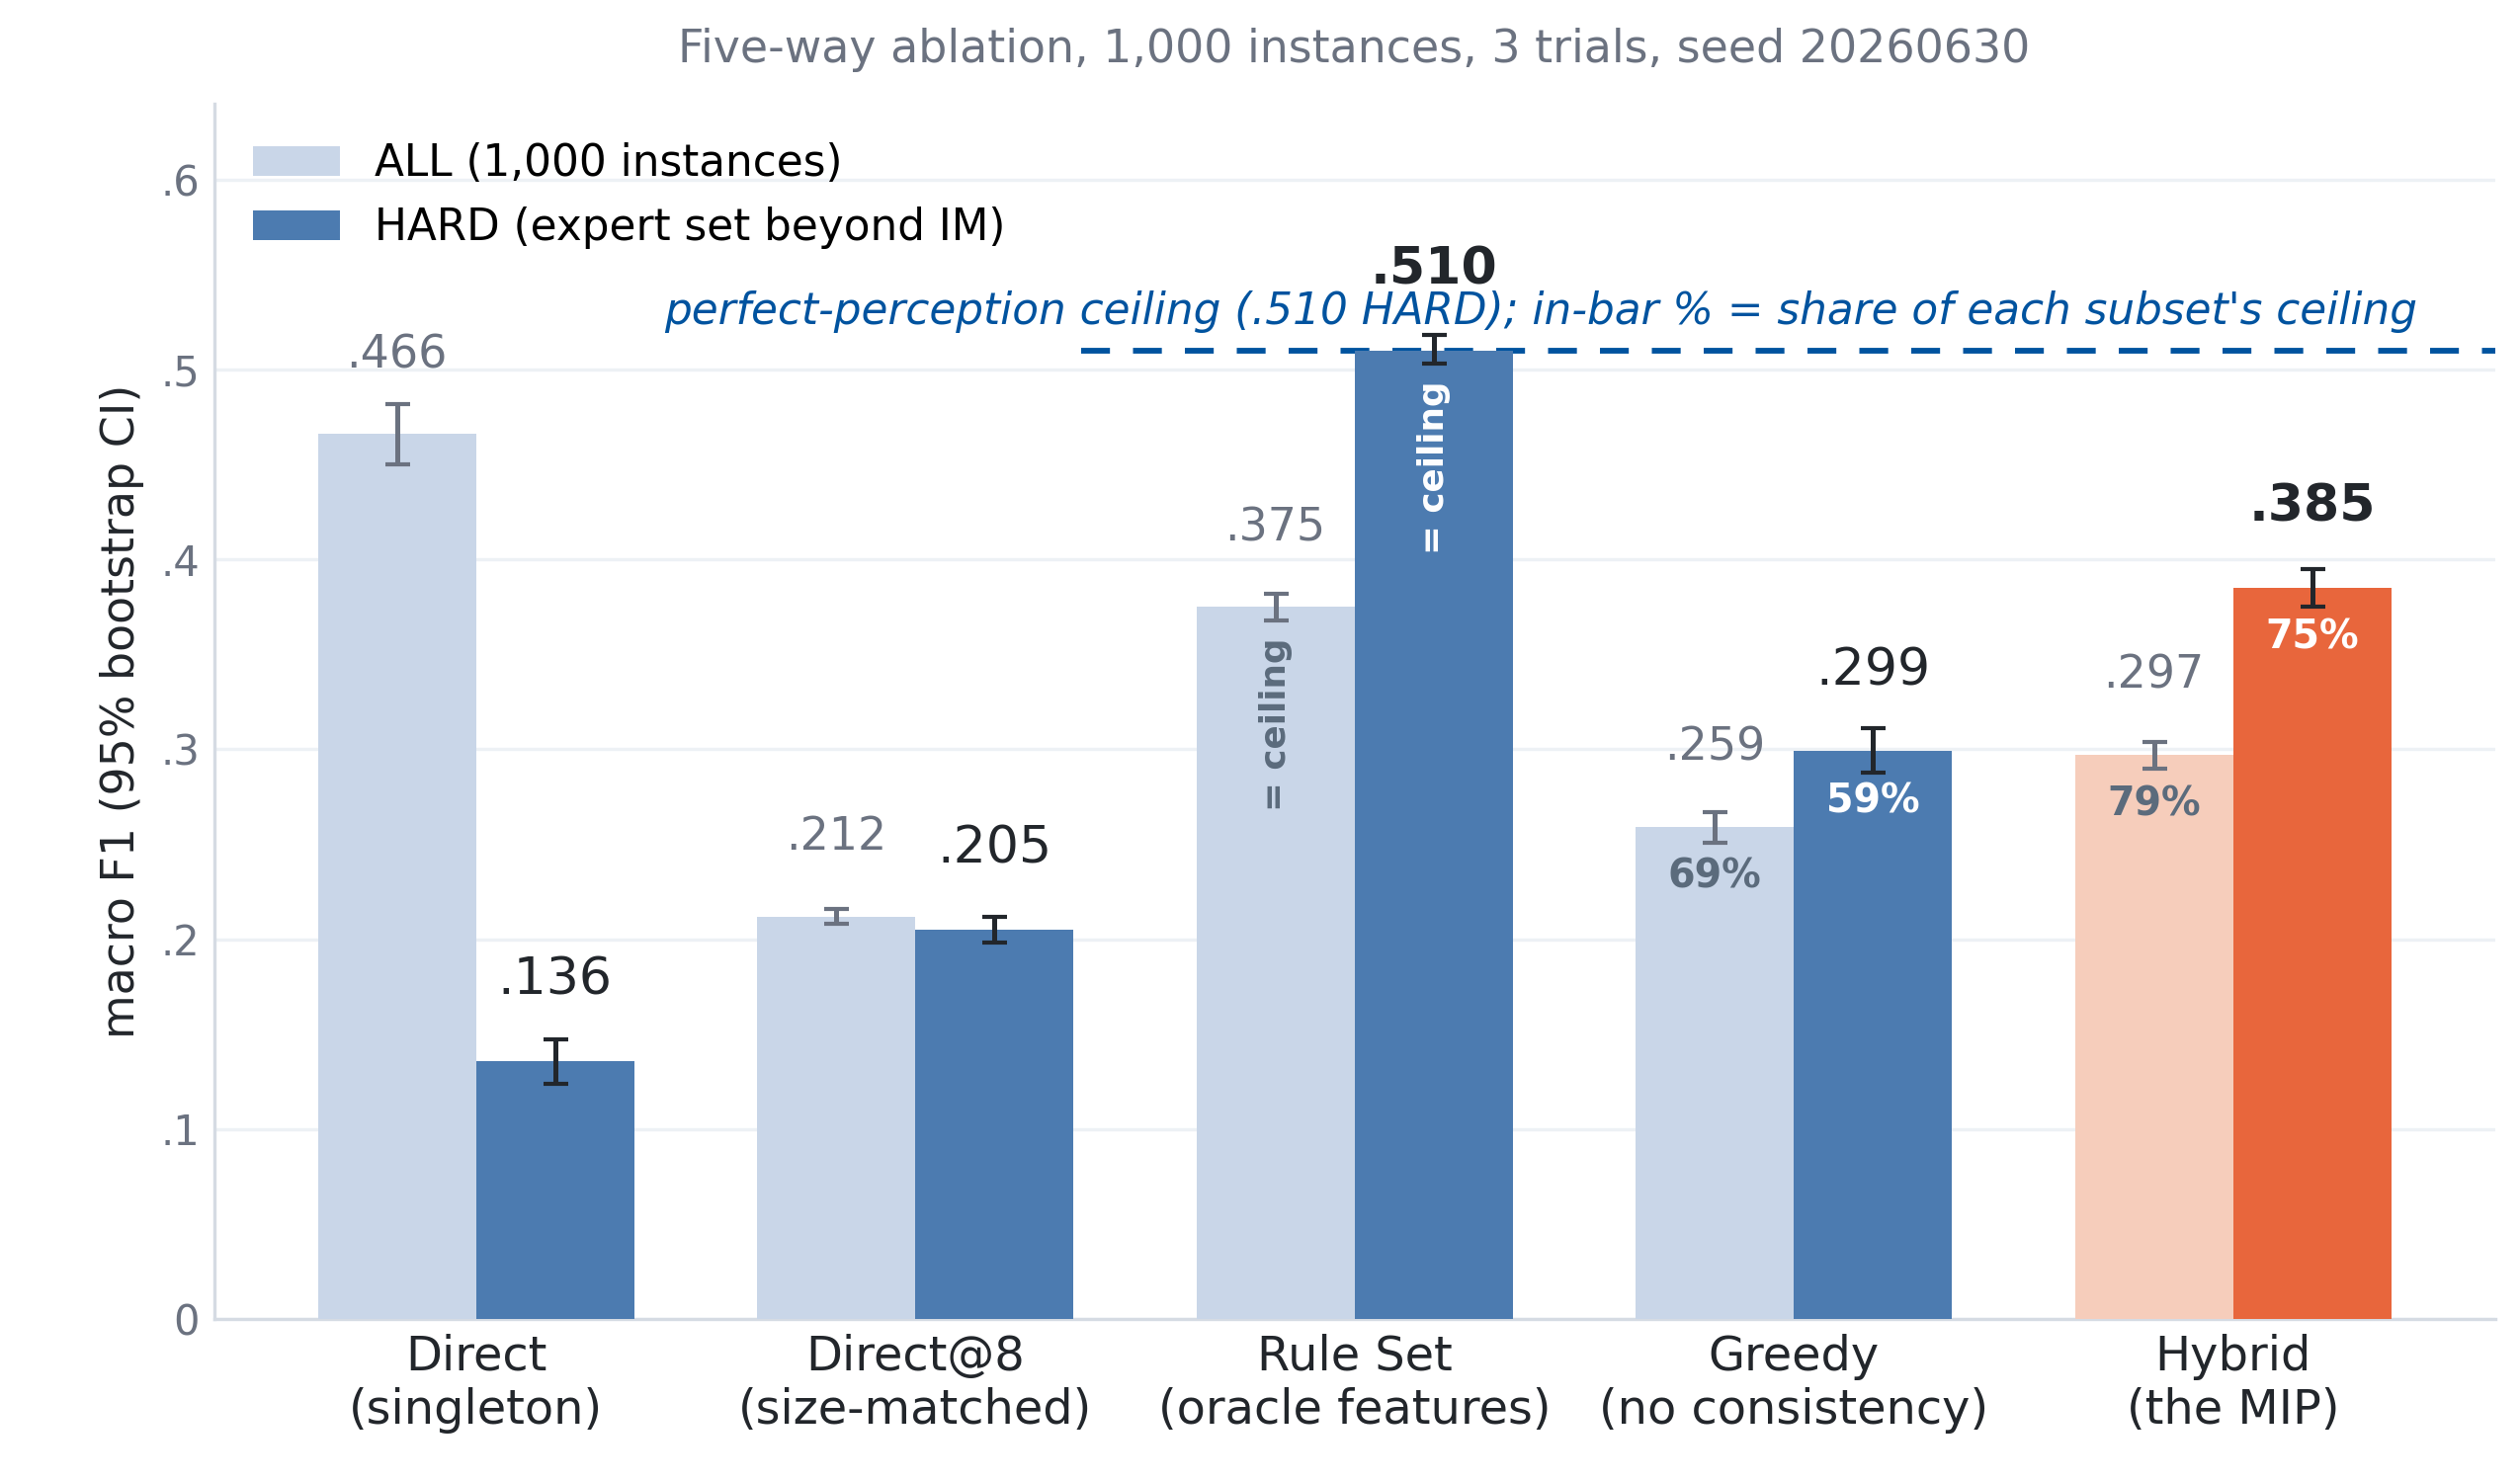 Five-way ablation, 1,000 instances, 3 trials, seed 20260630
ALL (1,000 instances)
HARD (expert set beyond IM)
perfect-perception ceiling (.510 HARD); in-bar % = share of each subset's ceiling
macro F1 (95% bootstrap CI)
.6
.5
.4
.3
.2
.1
0
.466
.136
.212
.205
.375
= ceiling
.510
= ceiling
.259
69%
.299
59%
.297
79%
.385
75%
Direct
(singleton)
Direct@8
(size-matched)
Rule Set
(oracle features)
Greedy
(no consistency)
Hybrid
(the MIP)